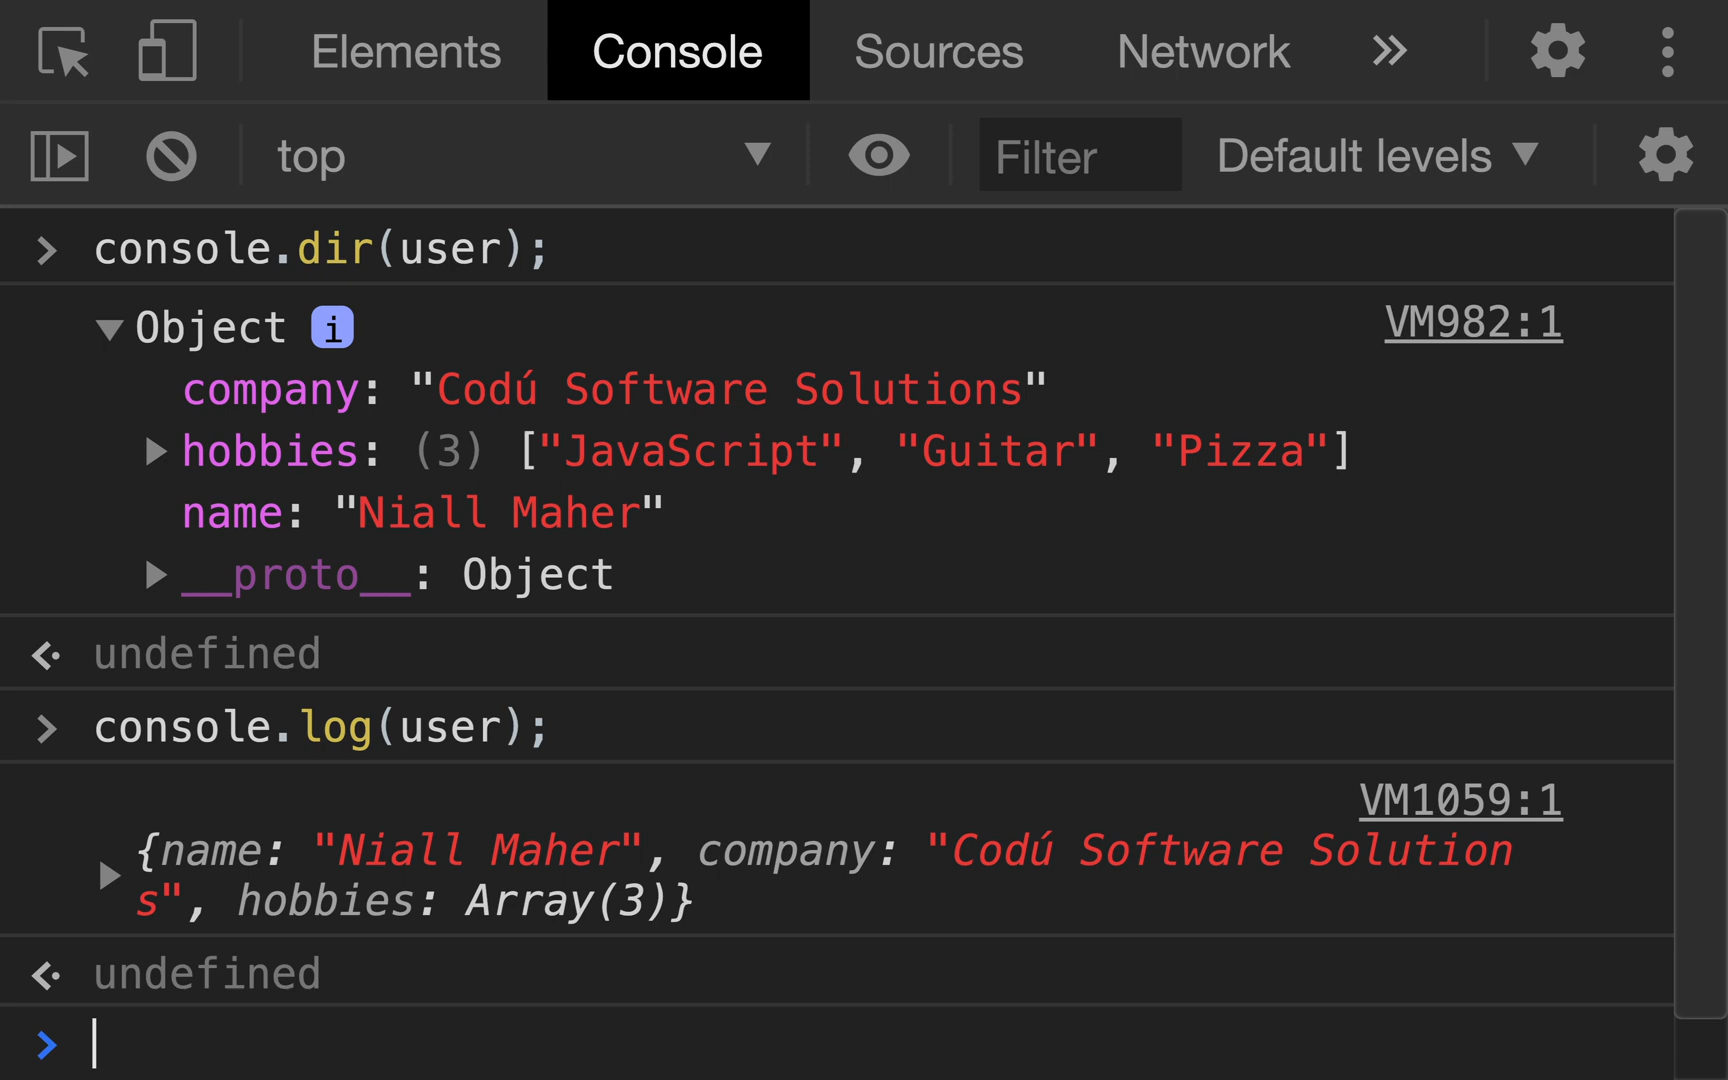 Elements Console Sources Network
top Filter Default levels
console.dir(user);
Object i VM982:1
company: "Codú Software Solutions"
hobbies: (3) ["JavaScript", "Guitar", "Pizza"]
name: "Niall Maher"
__proto__: Object
undefined
console.log(user);
VM1059:1
{name: "Niall Maher", company: "Codú Software Solution
s", hobbies: Array(3)}
undefined